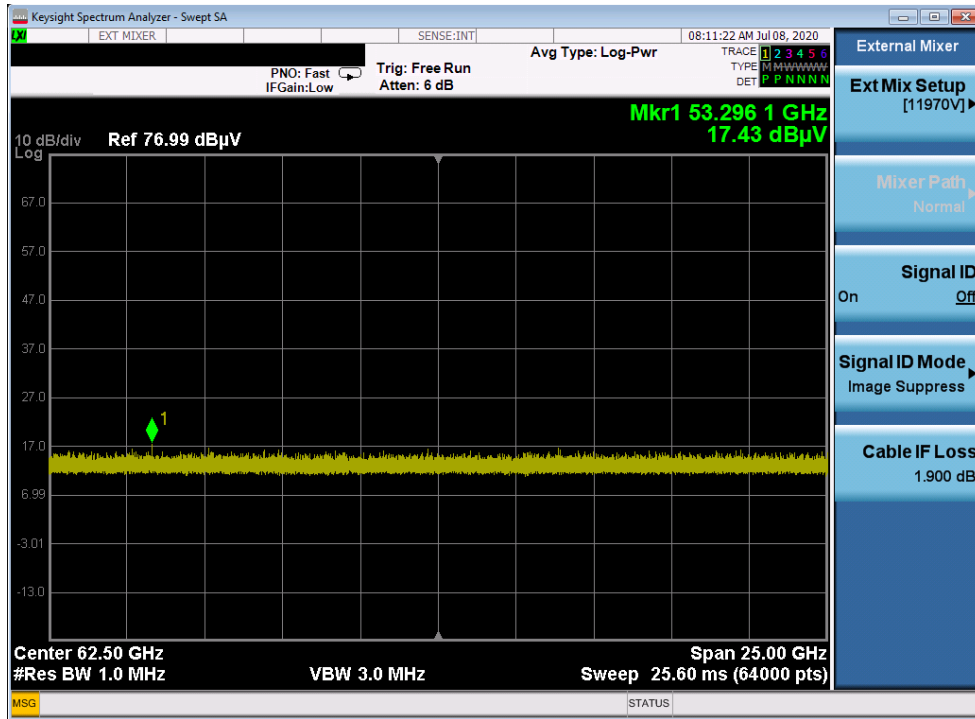 Keysight Spectrum Analyzer - Swept SA
LXI EXT MIXER SENSE:INT 08:11:22 AM Jul 08, 2020
PNO: Fast
IFGain:Low
Trig: Free Run
Atten: 6 dB
Avg Type: Log-Pwr
TRACE 1 2 3 4 5 6
TYPE M M W W W W
DET P P N N N N
Mkr1 53.296 1 GHz
17.43 dBµV
10 dB/div Ref 76.99 dBµV
Log
67.0
57.0
47.0
37.0
27.0
1
17.0
6.99
-3.01
-13.0
Center 62.50 GHz Span 25.00 GHz
#Res BW 1.0 MHz VBW 3.0 MHz Sweep 25.60 ms (64000 pts)
MSG STATUS
External Mixer
Ext Mix Setup
[11970V]
Mixer Path
Normal
Signal ID
On Off
Signal ID Mode
Image Suppress
Cable IF Loss
1.900 dB